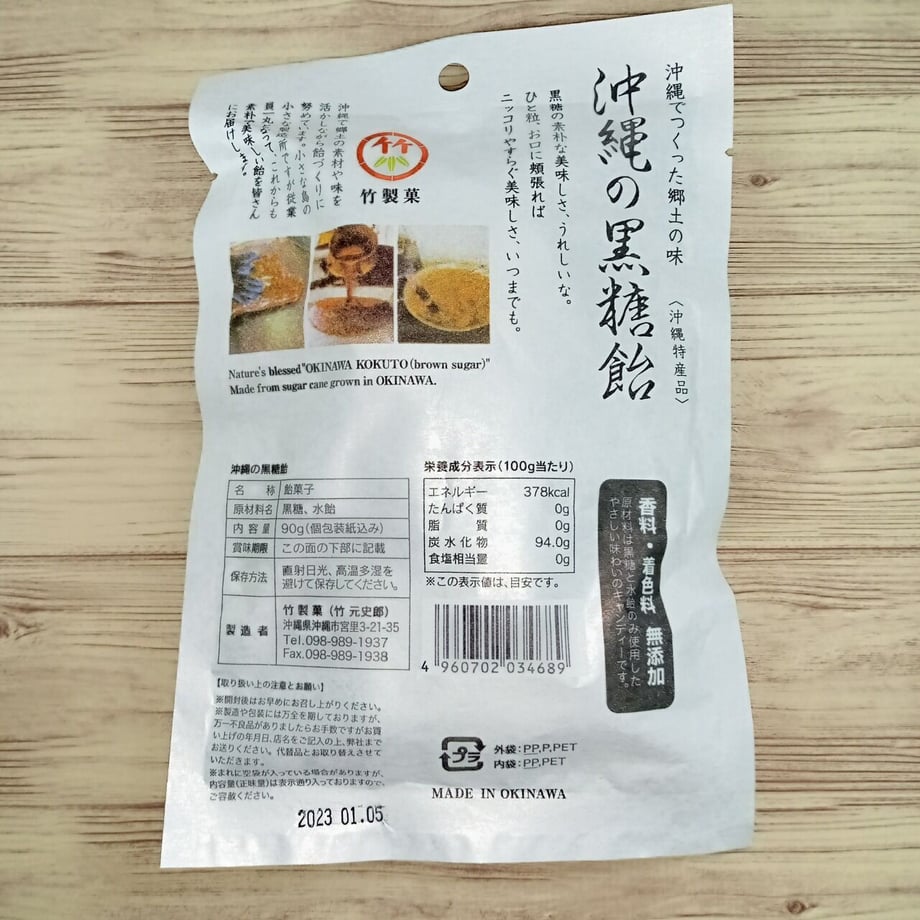 沖縄でつくった郷土の味
沖縄の黒糖飴
〈沖縄特産品〉
黒糖の素朴な美味しさ、うれしいな。
ひと粒、お口に頬張れば
ニッコリやすらぐ美味しさ、いつまでも。
竹
竹製菓
沖縄で郷土の素材や味を
活かしながら飴づくりに
努めています。小さな島の
小さな製造所ですが従業
員一丸となって、これからも
素朴で美味しい飴を皆さん
にお届けします。
Nature's blessed"OKINAWA KOKUTO(brown sugar)"
Made from sugar cane grown in OKINAWA.
沖縄の黒糖飴
名　称 飴菓子
原材料名 黒糖、水飴
内 容 量 90g(個包装紙込み)
賞味期限 この面の下部に記載
保存方法 直射日光、高温多湿を
避けて保存してください。
製 造 者 竹 製 菓（竹 元史郎）
沖縄県沖縄市宮里3-21-35
Tel.098-989-1937
Fax.098-989-1938
栄養成分表示(100g当たり)
エネルギー 378kcal
たんぱく質 0g
脂　　質 0g
炭 水 化 物 94.0g
食塩相当量 0g
※この表示値は、目安です。
4 960702 034689
香料・着色料 無添加
原材料は黒糖と水飴のみ使用した
やさしい味わいのキャンディーです。
【取り扱い上の注意とお願い】
※開封後はお早めにお召し上がりください。
※製造や包装には万全を期しておりますが、
万一不良品がありましたらお手数ですがお買
い上げの年月日、店名をご記入の上、弊社まで
お送りください。代替品とお取り替えさせて
いただきます。
※まれに空袋が入っている場合がありますが、
内容量(正味量)は表示通り入っておりますので、
ご容赦ください。
プラ
外袋：PP,P,PET
内袋：PP,PET
MADE IN OKINAWA
2023 01.05